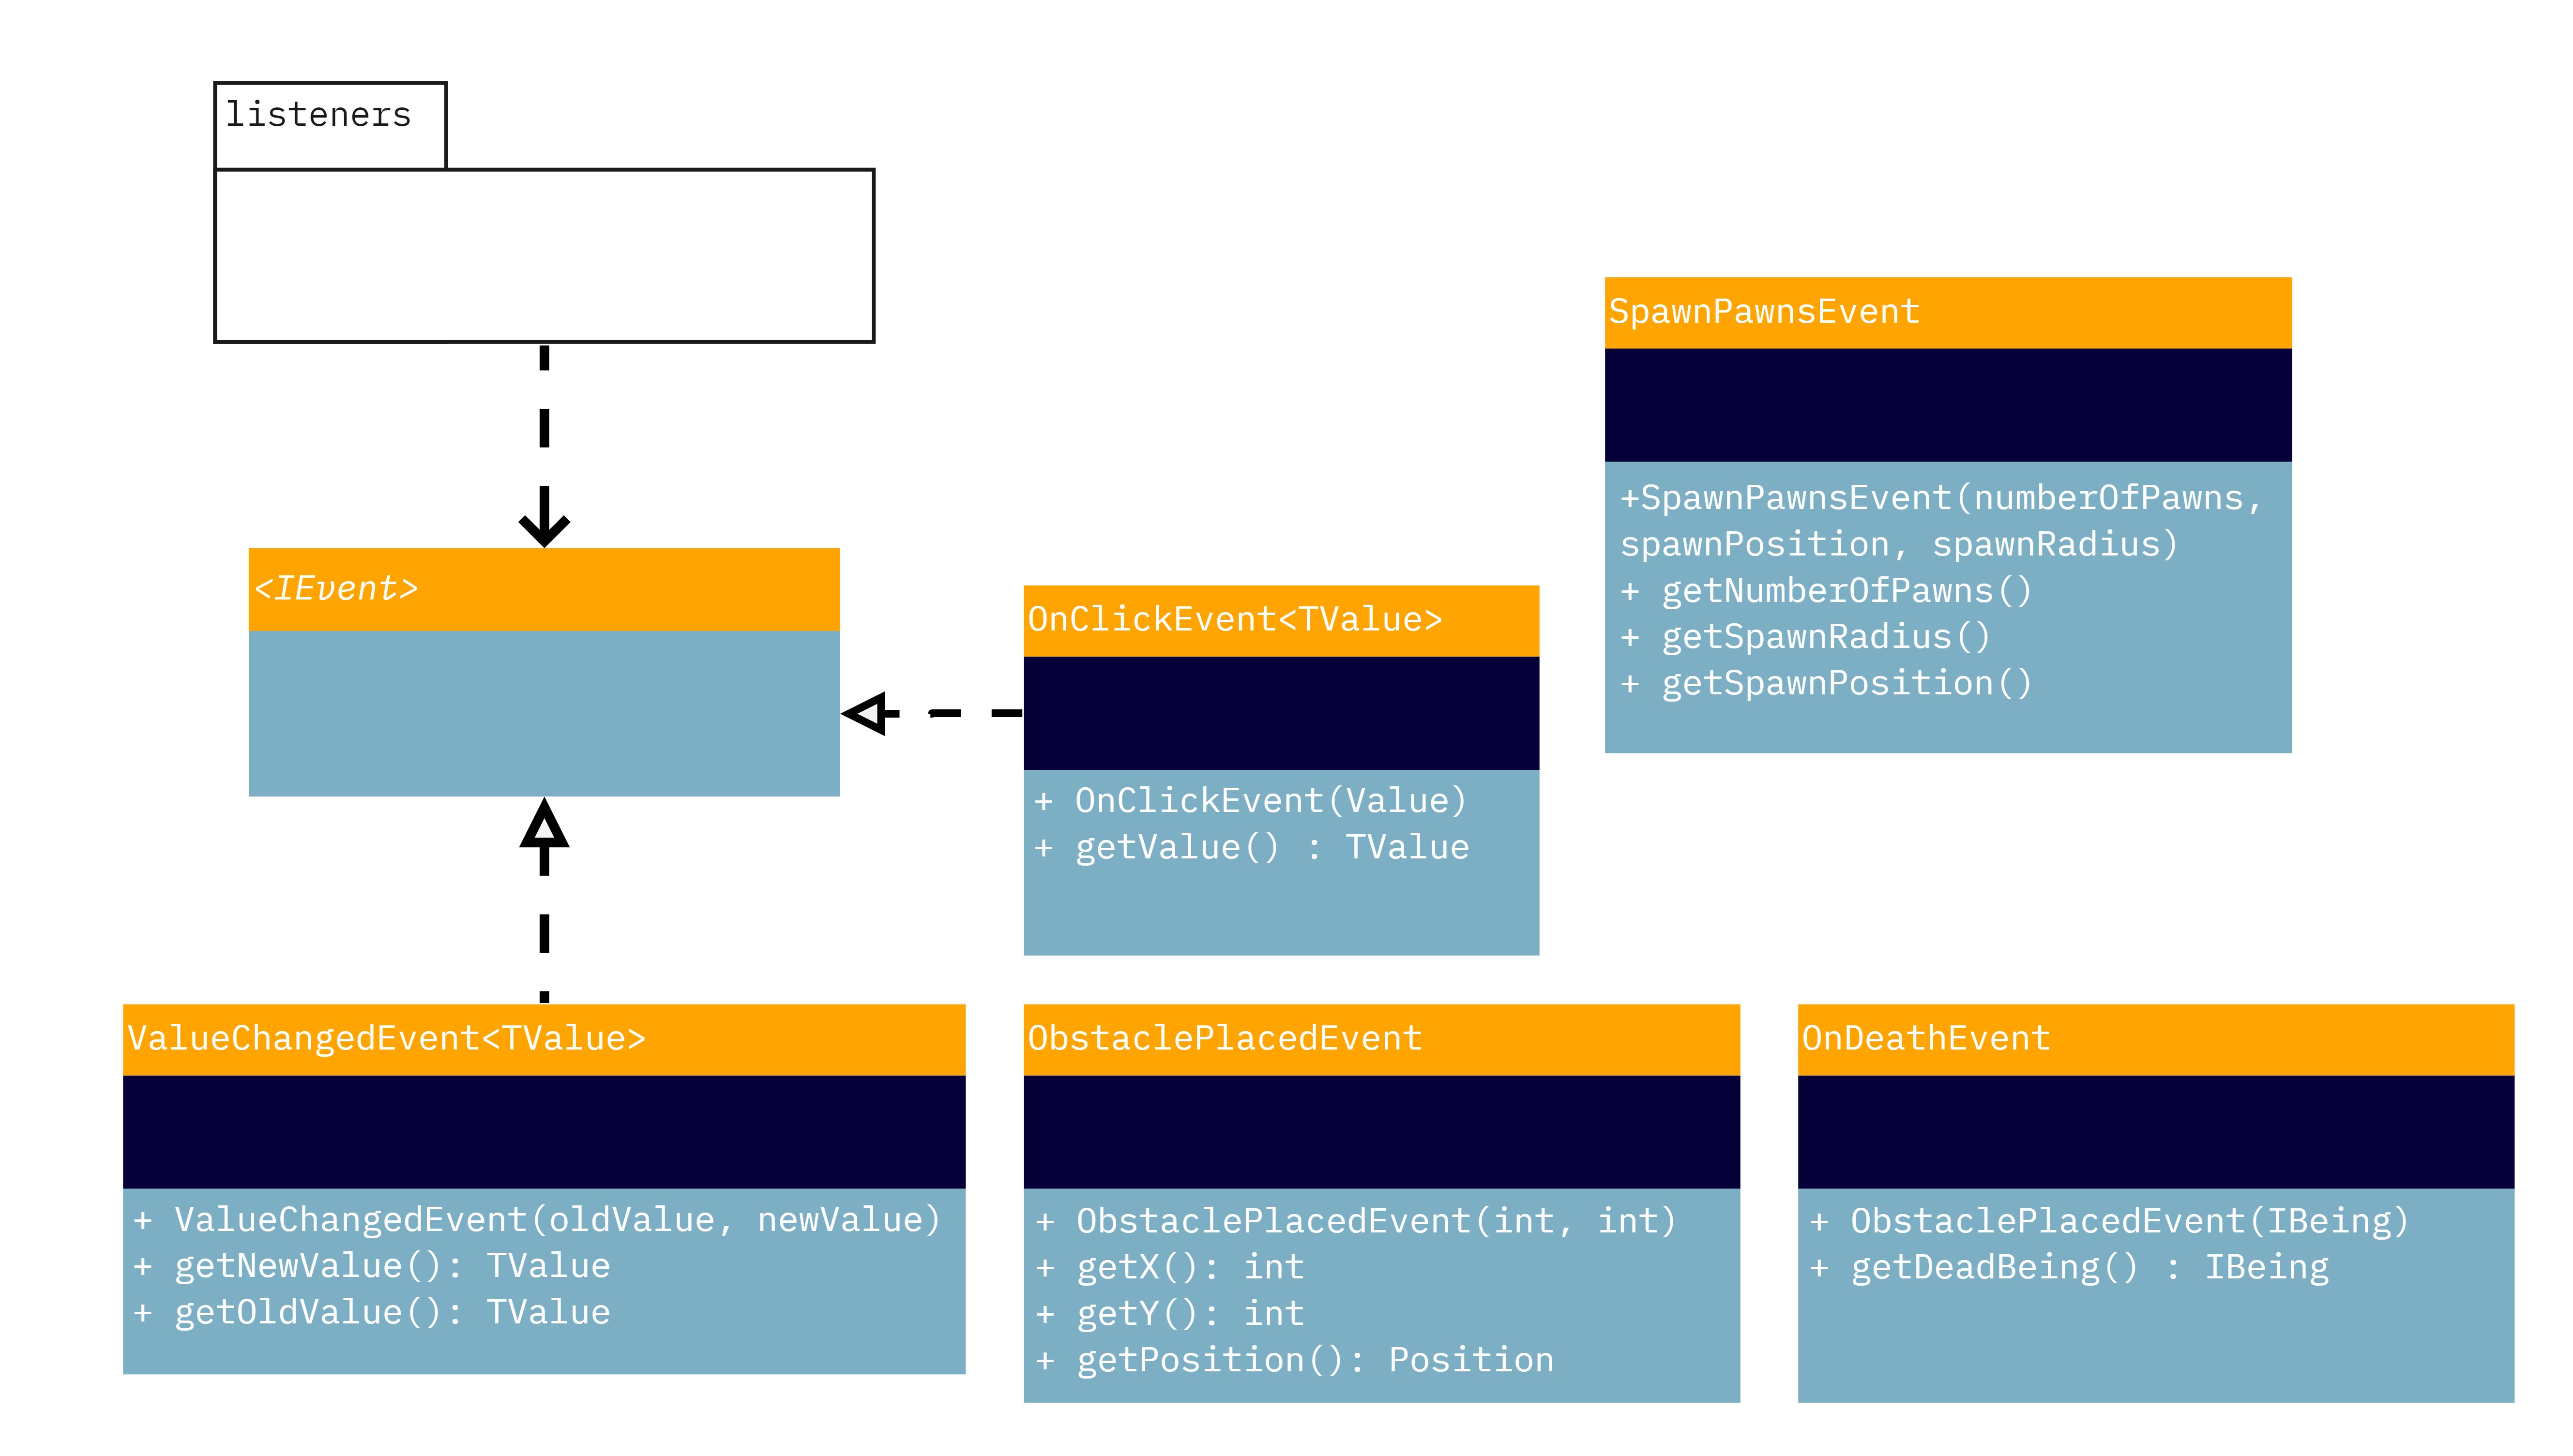 listeners
<IEvent>
OnClickEvent<TValue>
+ OnClickEvent(Value)
+ getValue() : TValue
SpawnPawnsEvent
+SpawnPawnsEvent(numberOfPawns,
spawnPosition, spawnRadius)
+ getNumberOfPawns()
+ getSpawnRadius()
+ getSpawnPosition()
ValueChangedEvent<TValue>
+ ValueChangedEvent(oldValue, newValue)
+ getNewValue(): TValue
+ getOldValue(): TValue
ObstaclePlacedEvent
+ ObstaclePlacedEvent(int, int)
+ getX(): int
+ getY(): int
+ getPosition(): Position
OnDeathEvent
+ ObstaclePlacedEvent(IBeing)
+ getDeadBeing() : IBeing